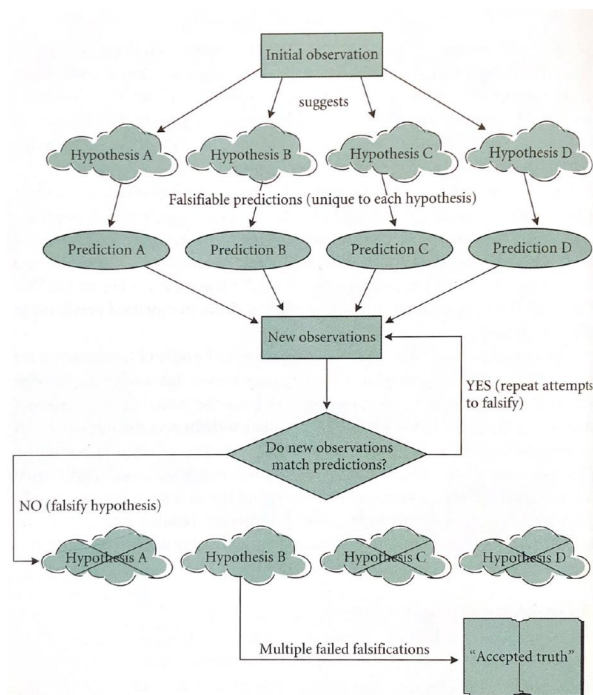 Initial observation
suggests
Hypothesis A
Hypothesis B
Hypothesis C
Hypothesis D
Falsifiable predictions (unique to each hypothesis)
Prediction A
Prediction B
Prediction C
Prediction D
New observations
YES (repeat attempts
to falsify)
Do new observations
match predictions?
NO (falsify hypothesis)
Hypothesis A
Hypothesis B
Hypothesis C
Hypothesis D
Multiple failed falsifications
"Accepted truth"